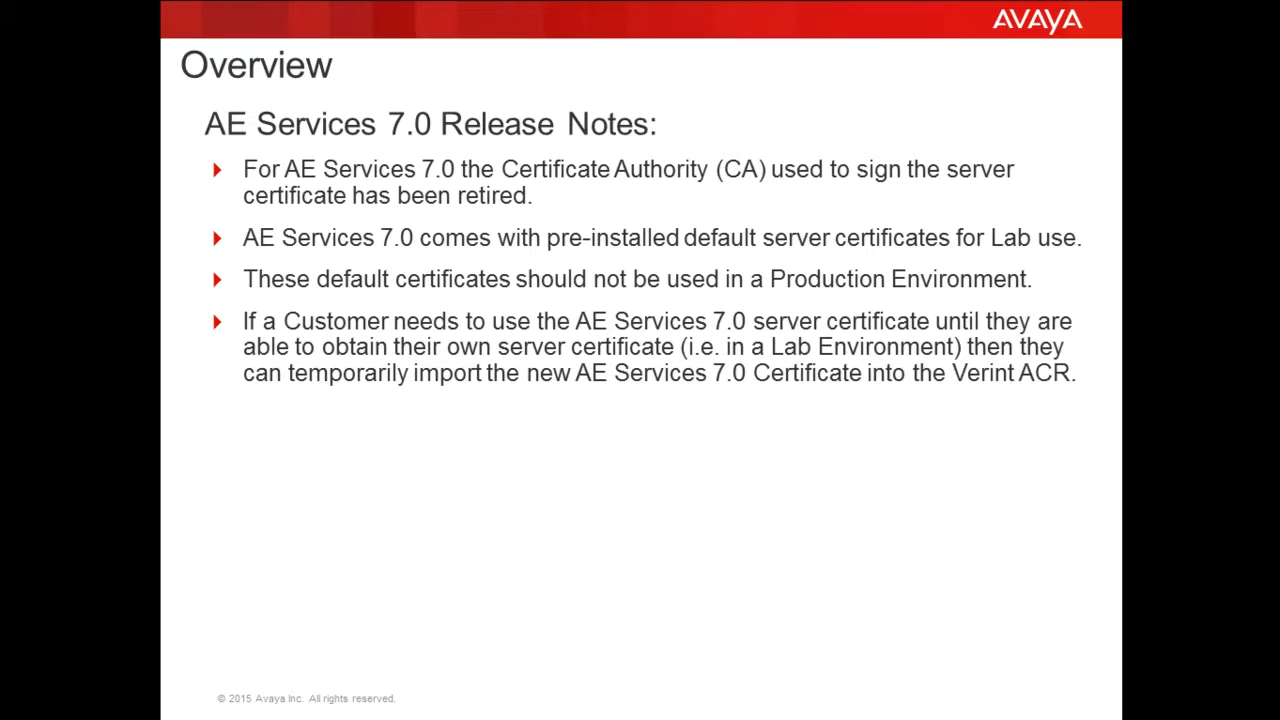 AVAYA
Overview
AE Services 7.0 Release Notes:
For AE Services 7.0 the Certificate Authority (CA) used to sign the server
certificate has been retired.
AE Services 7.0 comes with pre-installed default server certificates for Lab use.
These default certificates should not be used in a Production Environment.
If a Customer needs to use the AE Services 7.0 server certificate until they are
able to obtain their own server certificate (i.e. in a Lab Environment) then they
can temporarily import the new AE Services 7.0 Certificate into the Verint ACR.
© 2015 Avaya Inc. All rights reserved.